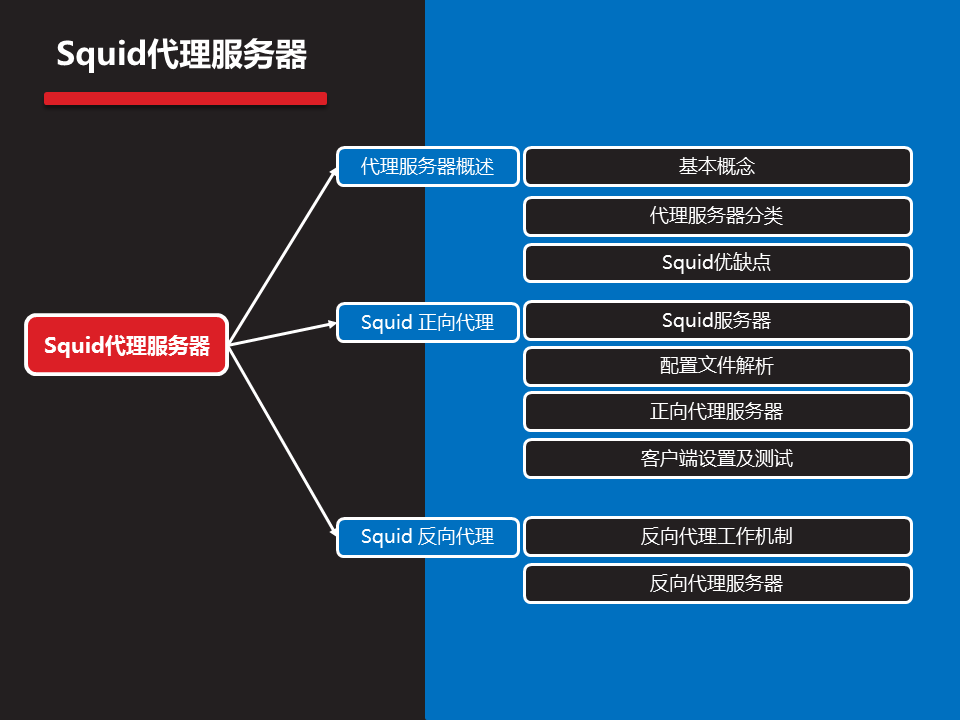 Squid代理服务器
代理服务器概述
基本概念
代理服务器分类
Squid优缺点
Squid代理服务器
Squid 正向代理
Squid服务器
配置文件解析
正向代理服务器
客户端设置及测试
Squid 反向代理
反向代理工作机制
反向代理服务器